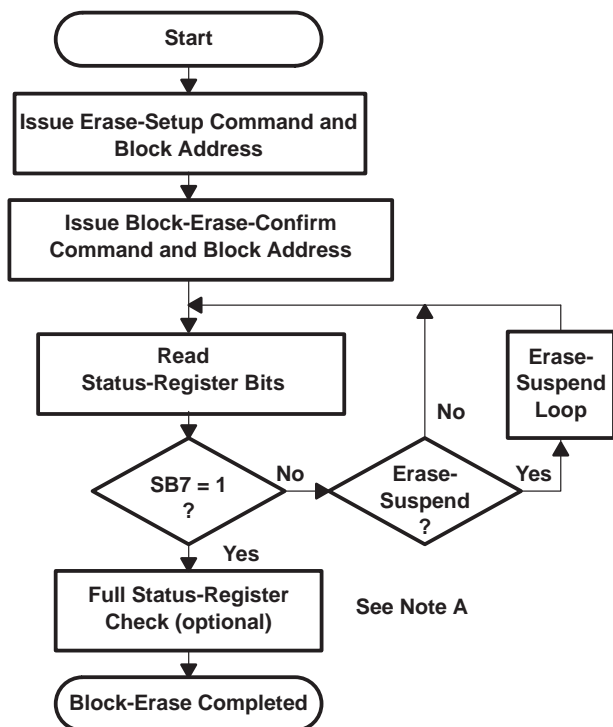 Start
Issue Erase-Setup Command and
Block Address
Issue Block-Erase-Confirm
Command and Block Address
Read
Status-Register Bits
Erase-
Suspend
Loop
No
SB7 = 1
?
No
Erase-
Suspend
?
Yes
Yes
Full Status-Register
Check (optional)
See Note A
Block-Erase Completed